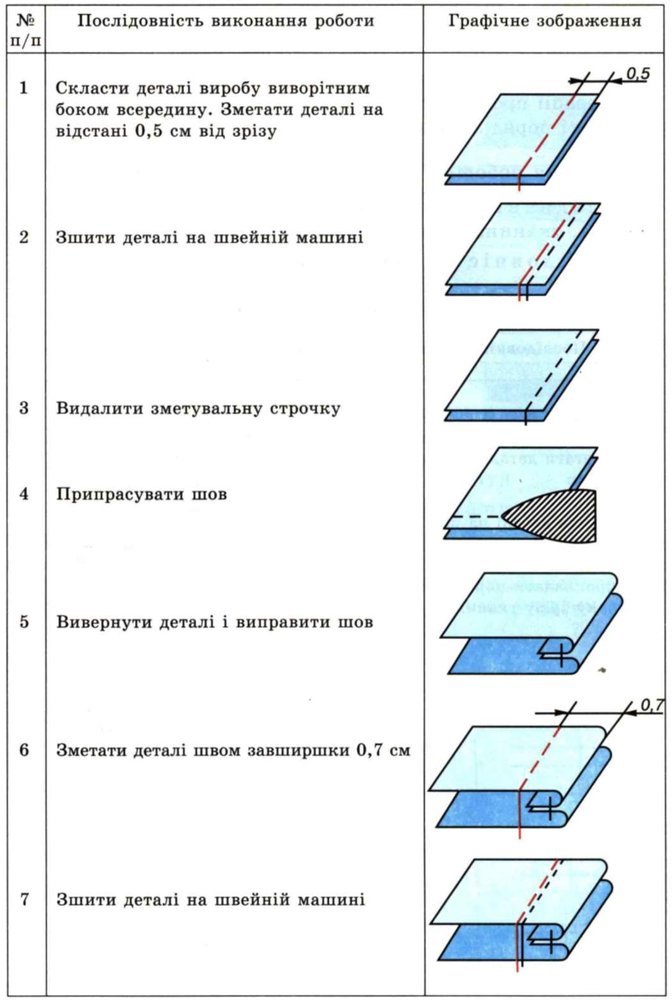 №
п/п
Послідовність виконання роботи
Графічне зображення
1
Скласти деталі виробу виворітним
боком всередину. Зметати деталі на
відстані 0,5 см від зрізу
0,5
2
Зшити деталі на швейній машині
3
Видалити зметувальну строчку
4
Припрасувати шов
5
Вивернути деталі і виправити шов
6
Зметати деталі швом завширшки 0,7 см
0,7
7
Зшити деталі на швейній машині